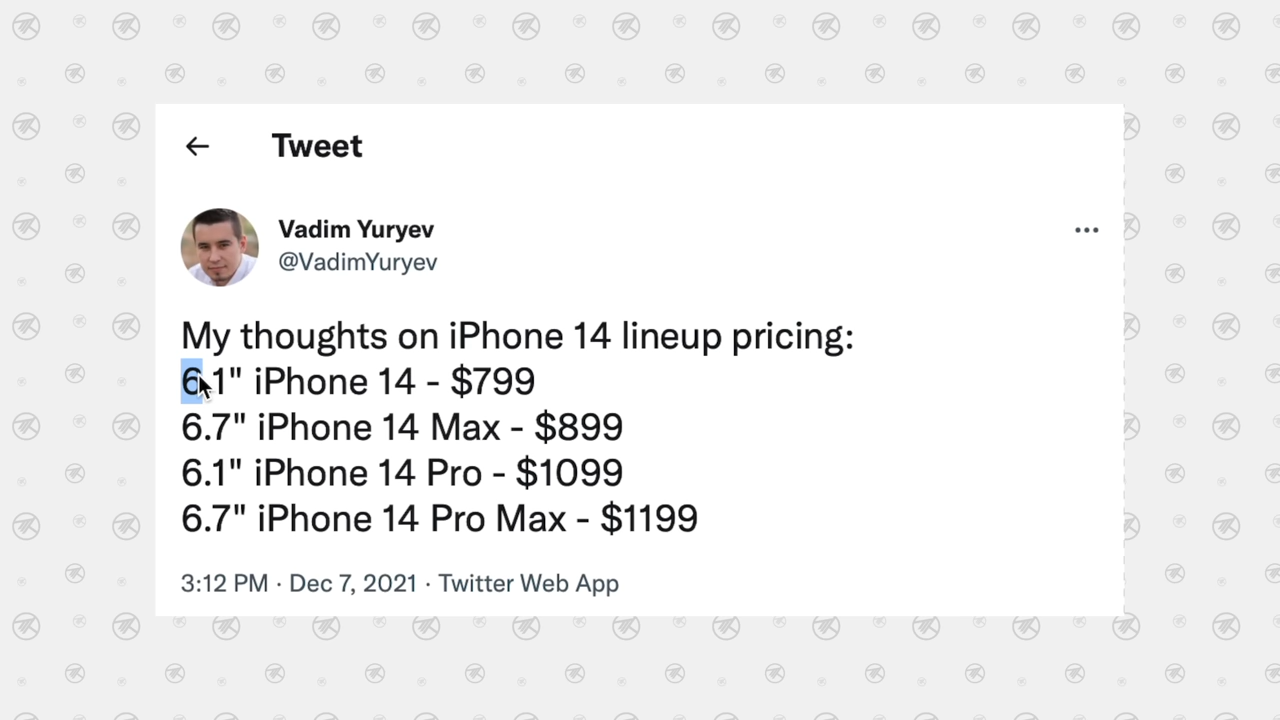 Tweet
Vadim Yuryev
@VadimYuryev
My thoughts on iPhone 14 lineup pricing:
6.1" iPhone 14 - $799
6.7" iPhone 14 Max - $899
6.1" iPhone 14 Pro - $1099
6.7" iPhone 14 Pro Max - $1199
3:12 PM · Dec 7, 2021 · Twitter Web App